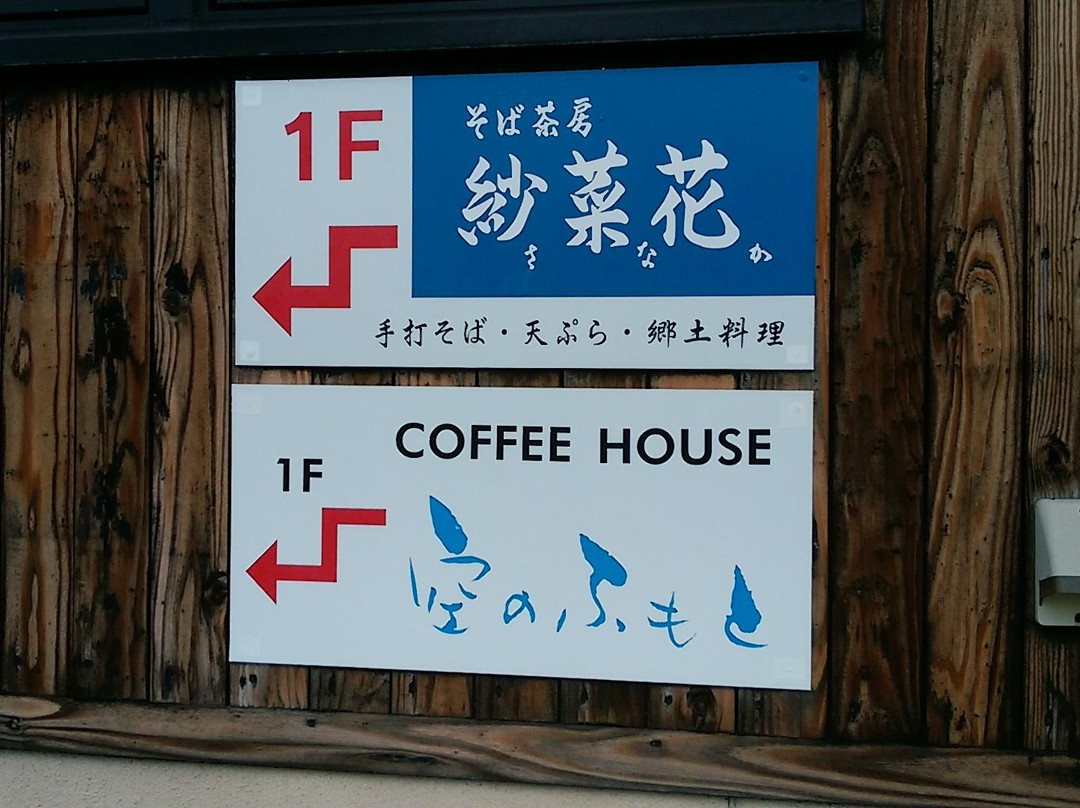 1F
そば茶房
紗菜花
さなか
手打そば・天ぷら・郷土料理
COFFEE HOUSE
1F
空のふもと